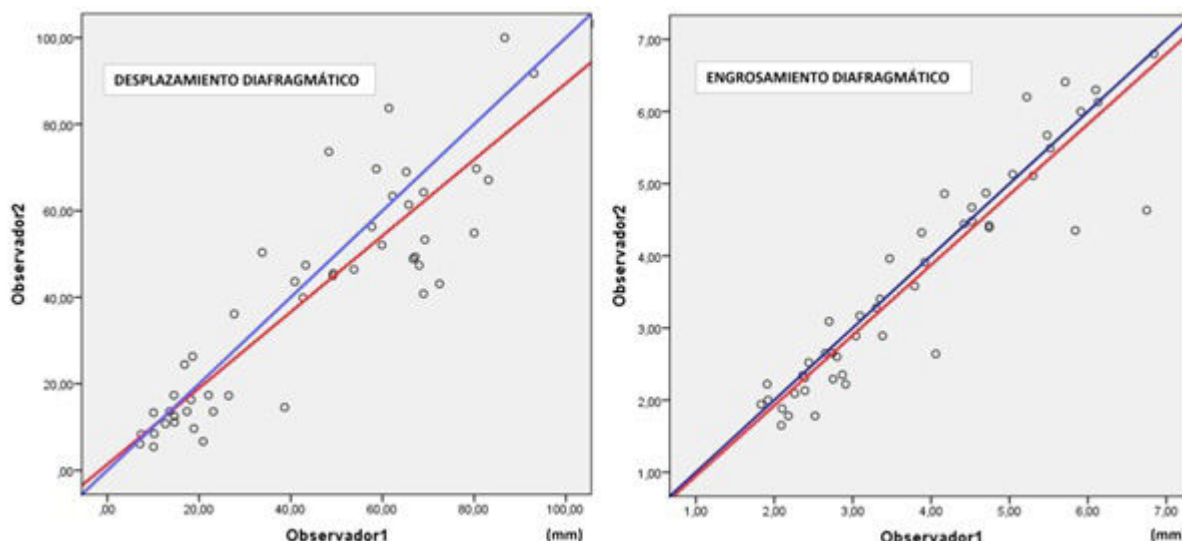 DESPLAZAMIENTO DIAFRAGMÁTICO
100,00
80,00
60,00
40,00
20,00
,00
Observador2
,00 20,00 40,00 60,00 80,00 100,00
Observador1 (mm)
ENGROSAMIENTO DIAFRAGMÁTICO
7,00
6,00
5,00
4,00
3,00
2,00
1,00
Observador2
1,00 2,00 3,00 4,00 5,00 6,00 7,00
Observador1 (mm)